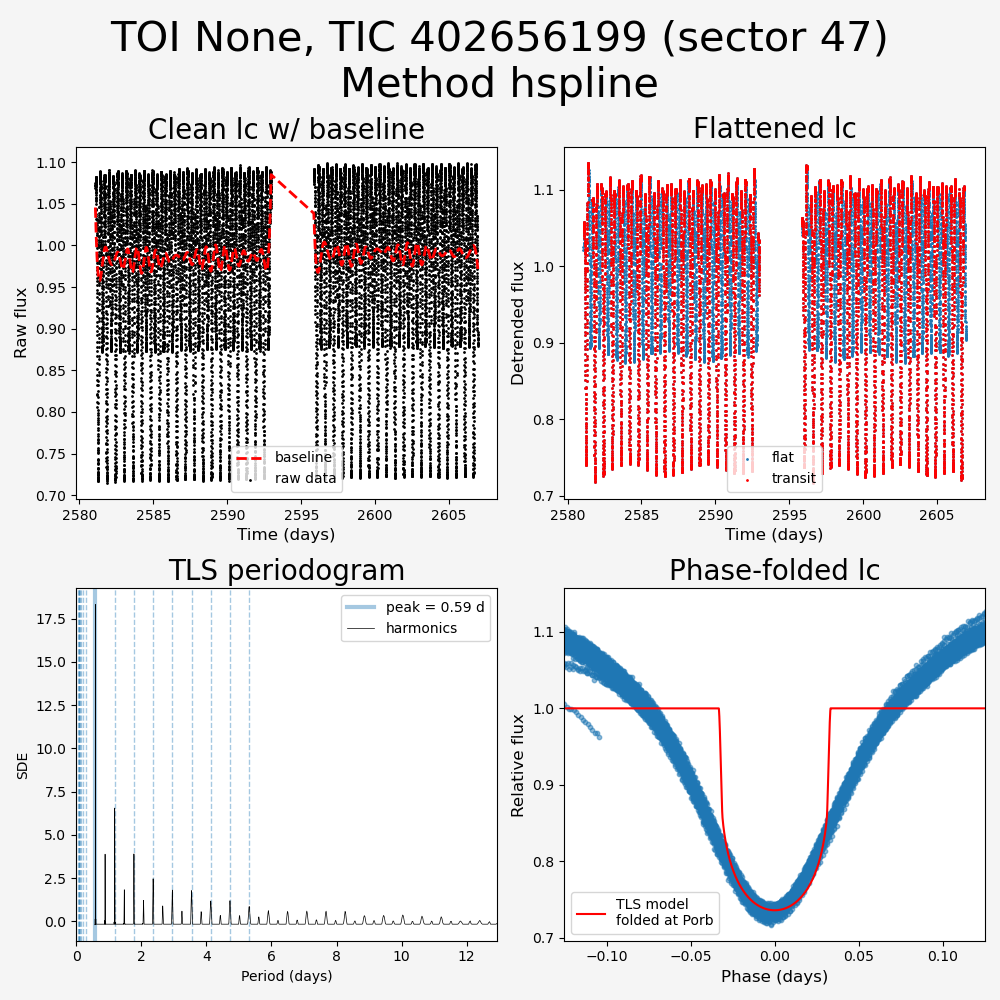 TOI None, TIC 402656199 (sector 47)
Method hspline
Clean lc w/ baseline
Raw flux
1.10
1.05
1.00
0.95
0.90
0.85
0.80
0.75
0.70
baseline
raw data
2580 2585 2590 2595 2600 2605
Time (days)
Flattened lc
Detrended flux
1.1
1.0
0.9
0.8
0.7
flat
transit
2580 2585 2590 2595 2600 2605
Time (days)
TLS periodogram
SDE
17.5
15.0
12.5
10.0
7.5
5.0
2.5
0.0
peak = 0.59 d
harmonics
0 2 4 6 8 10 12
Period (days)
Phase-folded lc
Relative flux
1.1
1.0
0.9
0.8
0.7
TLS model
folded at Porb
−0.10 −0.05 0.00 0.05 0.10
Phase (days)